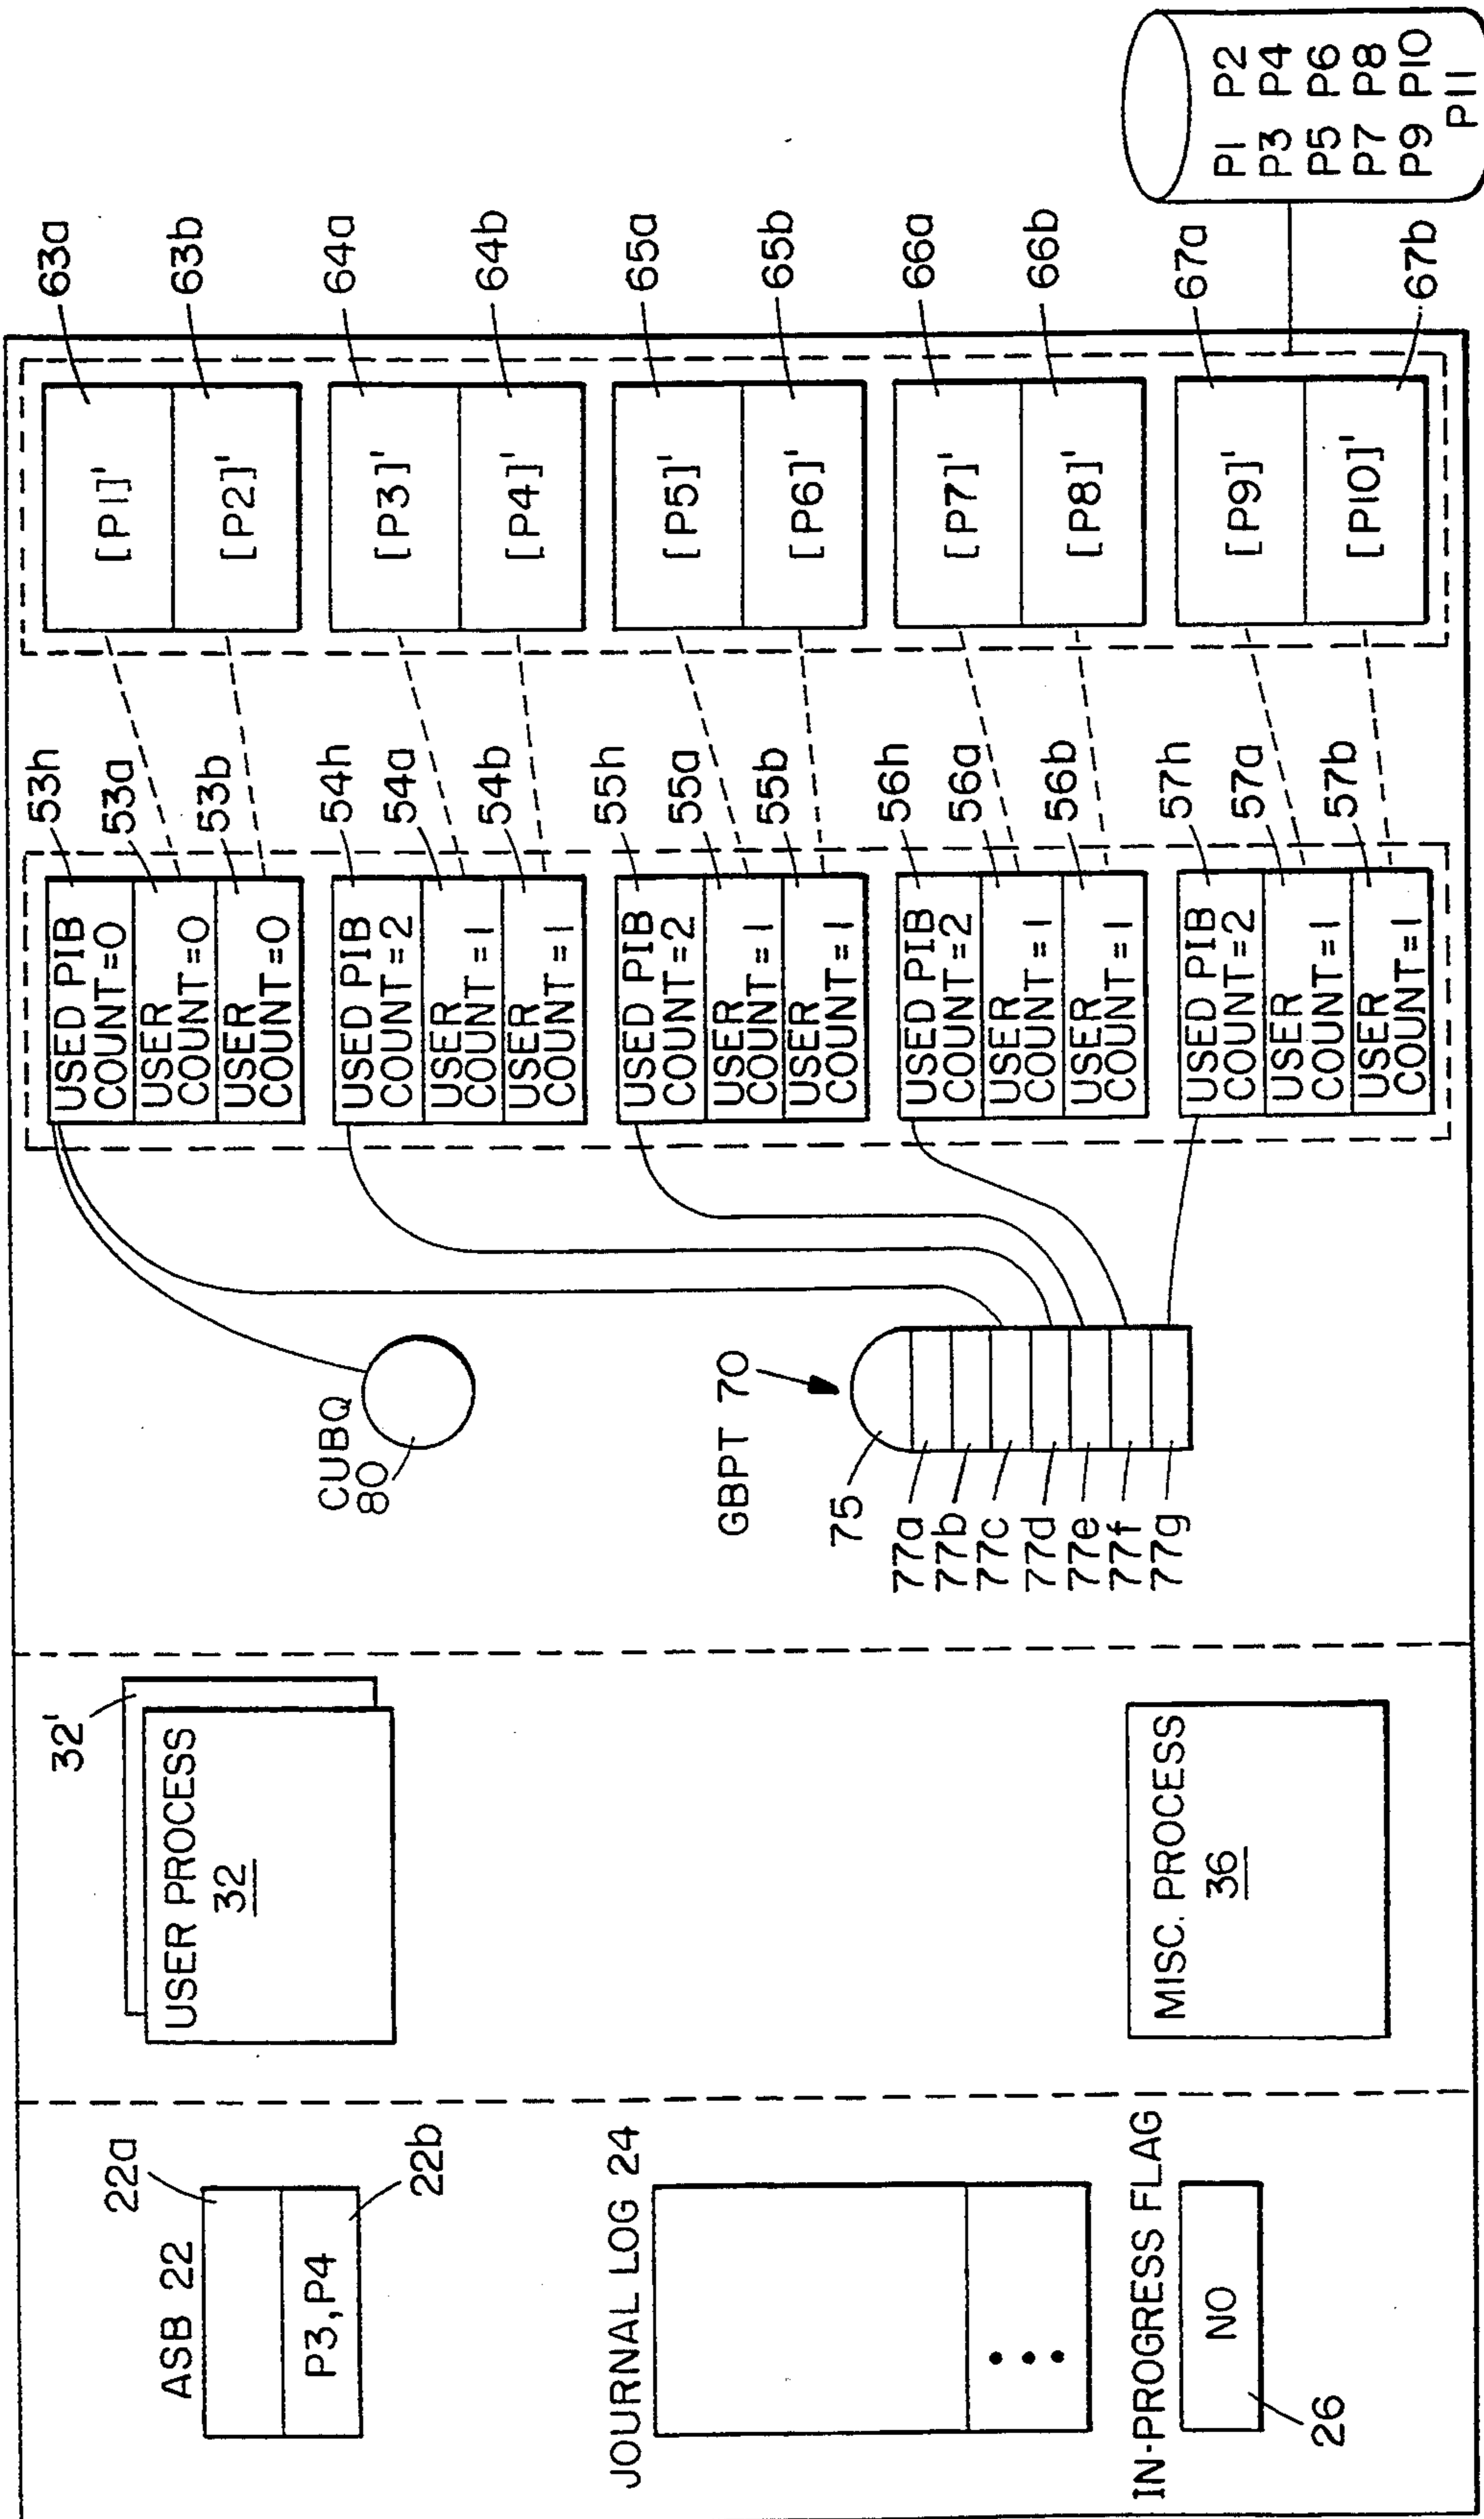 ASB 22
22a
P3,P4
22b
JOURNAL LOG 24
IN-PROGRESS FLAG
NO
26
32'
USER PROCESS
32
MISC. PROCESS
36
CUBQ
80
GBPT 70
75
77a
77b
77c
77d
77e
77f
77g
USED PIB
COUNT=0
USER
COUNT=0
USER
COUNT=0
53h
53a
53b
USED PIB
COUNT=2
USER
COUNT=1
USER
COUNT=1
54h
54a
54b
USED PIB
COUNT=2
USER
COUNT=1
USER
COUNT=1
55h
55a
55b
USED PIB
COUNT=2
USER
COUNT=1
USER
COUNT=1
56h
56a
56b
USED PIB
COUNT=2
USER
COUNT=1
USER
COUNT=1
57h
57a
57b
[P1]'
[P2]'
63a
63b
[P3]'
[P4]'
64a
64b
[P5]'
[P6]'
65a
65b
[P7]'
[P8]'
66a
66b
[P9]'
[P10]'
67a
67b
P1 P2
P3 P4
P5 P6
P7 P8
P9 P10
P11